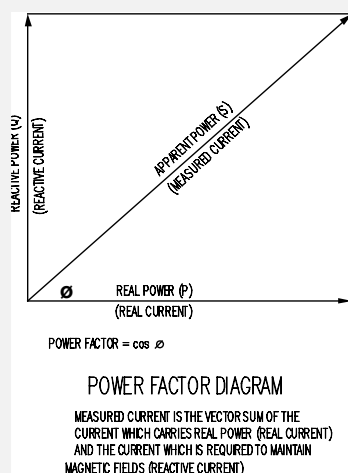 REACTIVE POWER (Q)
(REACTIVE CURRENT)
APPARENT POWER (S)
(MEASURED CURRENT)
Ø
REAL POWER (P)
(REAL CURRENT)
POWER FACTOR = cos Ø
POWER FACTOR DIAGRAM
MEASURED CURRENT IS THE VECTOR SUM OF THE
CURRENT WHICH CARRIES REAL POWER (REAL CURRENT)
AND THE CURRENT WHICH IS REQUIRED TO MAINTAIN
MAGNETIC FIELDS (REACTIVE CURRENT)